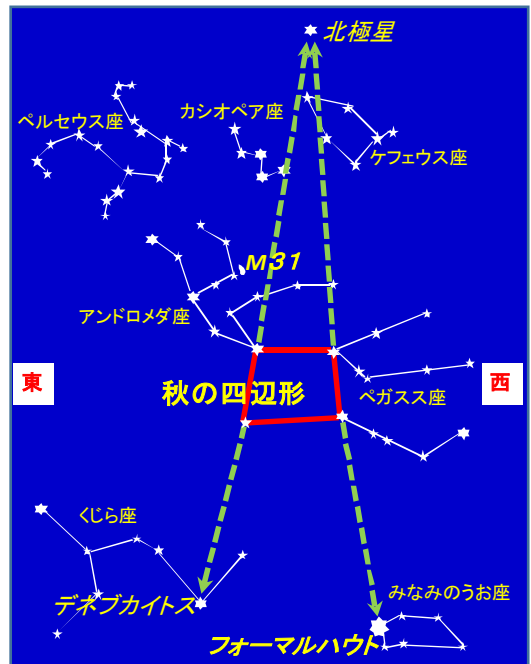 北極星
カシオペア座
ペルセウス座
ケフェウス座
M31
アンドロメダ座
東
秋の四辺形
ペガスス座
西
くじら座
デネブカイトス
みなみのうお座
フォーマルハウト